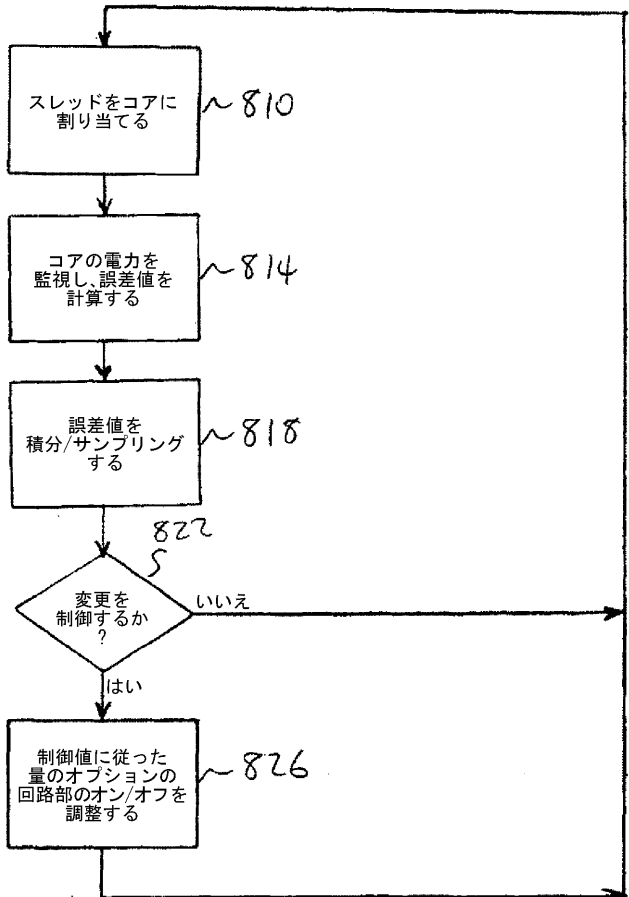 スレッドをコアに
割り当てる
810
コアの電力を
監視し、誤差値を
計算する
814
誤差値を
積分/サンプリング
する
818
822
変更を
制御するか
?
いいえ
はい
制御値に従った
量のオプションの
回路部のオン/オフを
調整する
826